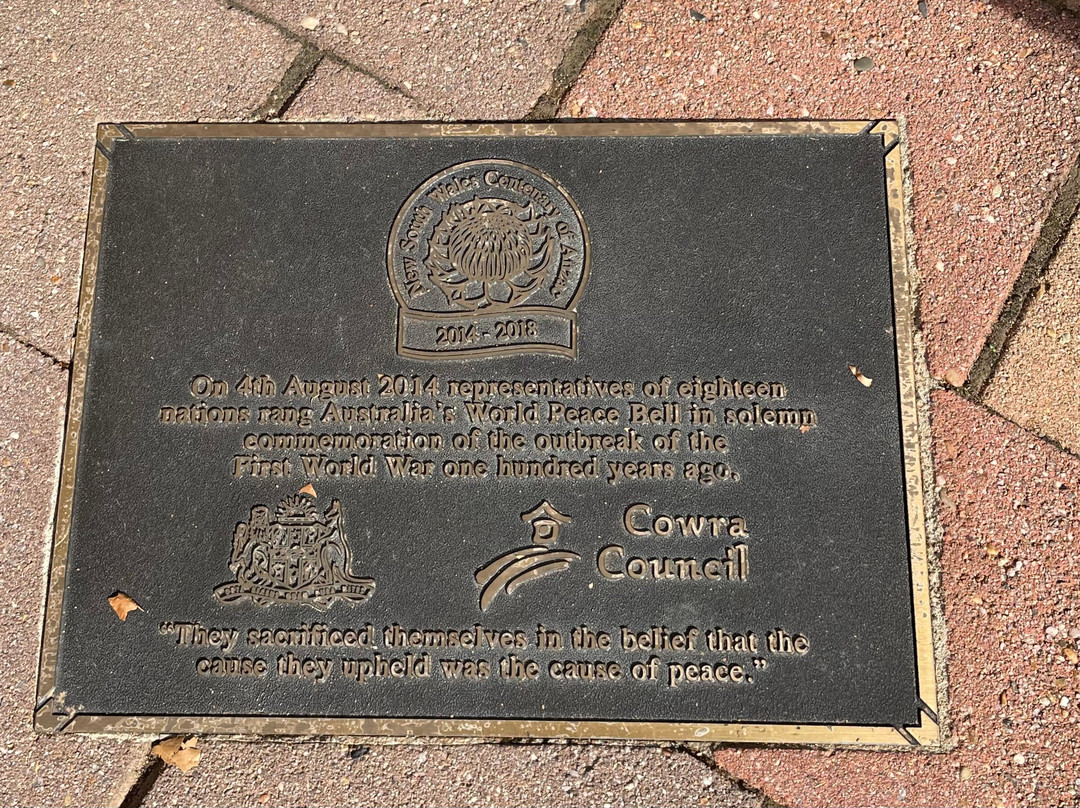 New South Wales Centenary of Anzac
2014 - 2018
On 4th August 2014 representatives of eighteen
nations rang Australia's World Peace Bell in solemn
commemoration of the outbreak of the
First World War one hundred years ago.
Cowra
Council
“They sacrificed themselves in the belief that the
cause they upheld was the cause of peace.”